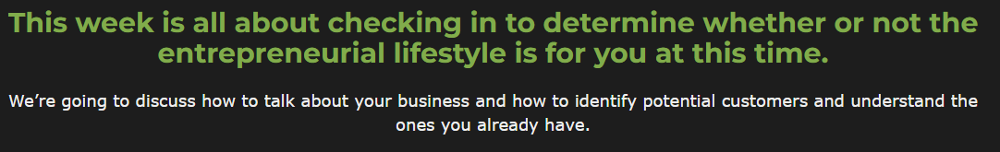 This week is all about checking in to determine whether or not the
entrepreneurial lifestyle is for you at this time.
We’re going to discuss how to talk about your business and how to identify potential customers and understand the
ones you already have.